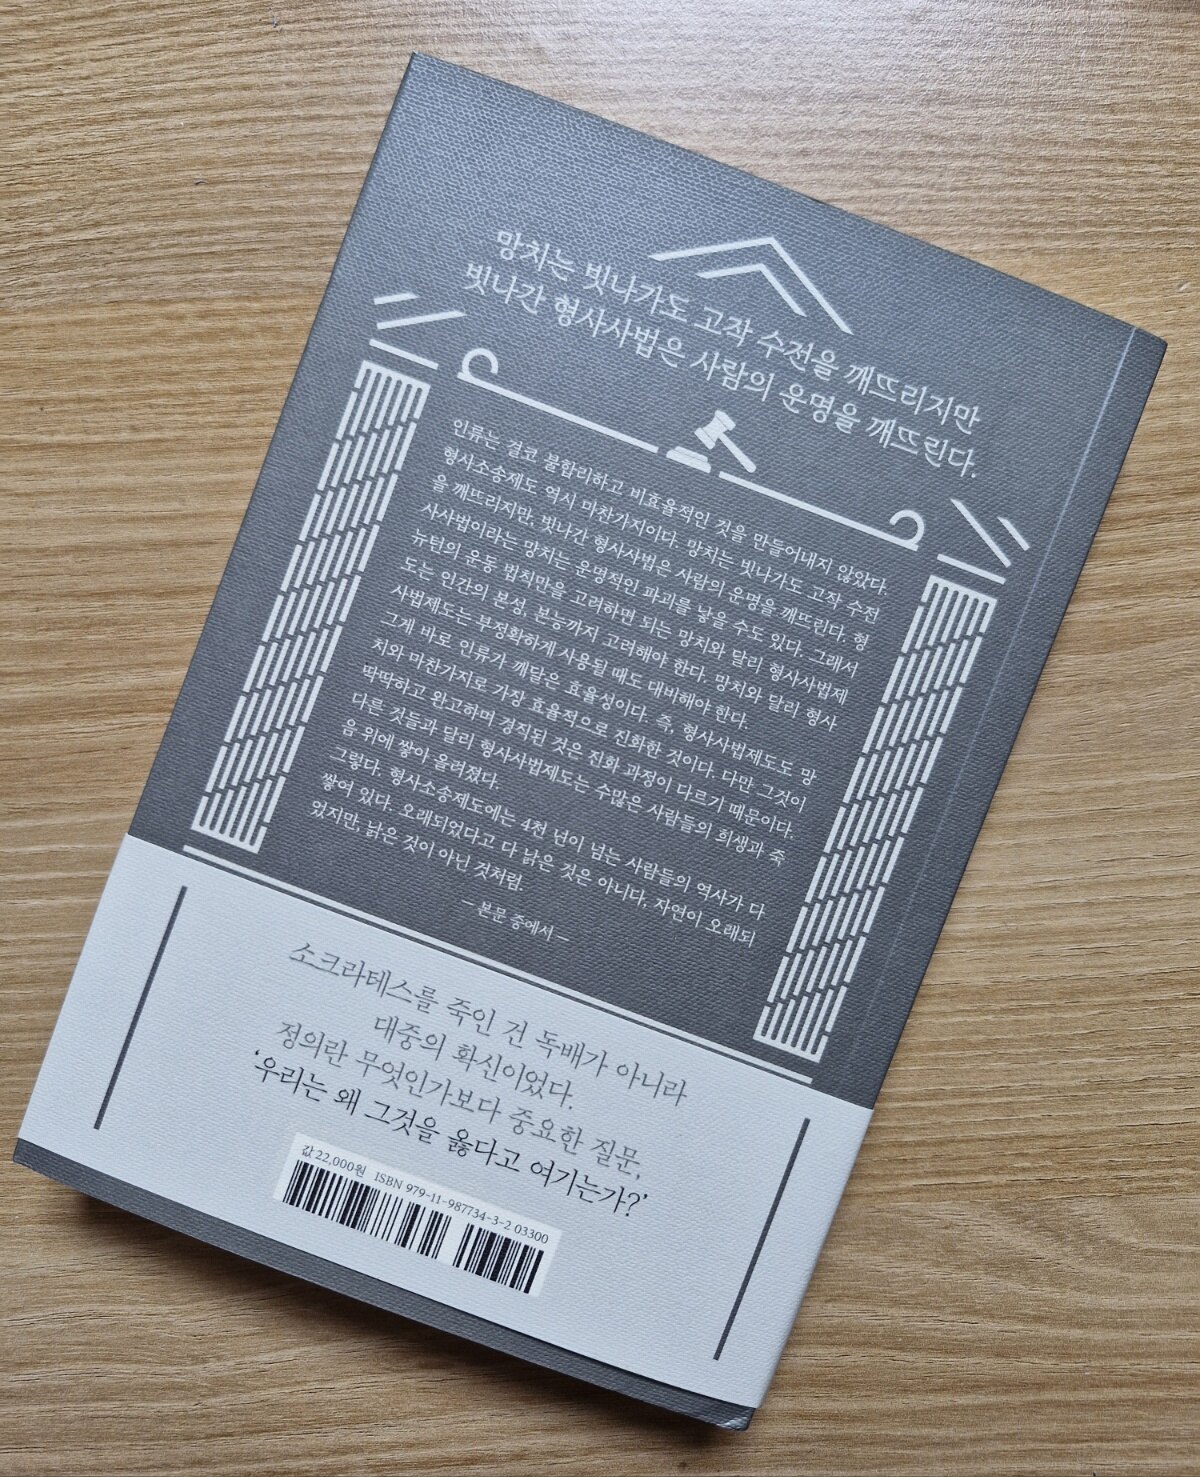 망치는 빗나가도 고작 수전을 깨뜨리지만
빗나간 형사사법은 사람의 운명을 깨뜨린다.
인류는 결코 불합리하고 비효율적인 것을 만들어내지 않았다.
형사소송제도 역시 마찬가지이다. 망치는 빗나가도 고작 수전
을 깨뜨리지만, 빗나간 형사사법은 사람의 운명을 깨뜨린다. 형
사사법이라는 망치는 운명적인 파괴를 낳을 수도 있다. 그래서
뉴턴의 운동 법칙만을 고려하면 되는 망치와 달리 형사사법제
도는 인간의 본성, 본능까지 고려해야 한다. 망치와 달리 형사
사법제도는 부정확하게 사용될 때도 대비해야 한다.
그게 바로 인류가 깨달은 효율성이다. 즉, 형사사법제도도 망
치와 마찬가지로 가장 효율적으로 진화한 것이다. 다만 그것이
딱딱하고 완고하며 경직된 것은 진화 과정이 다르기 때문이다.
다른 것들과 달리 형사사법제도는 수많은 사람들의 희생과 죽
음 위에 쌓아 올려졌다.
그렇다. 형사소송제도에는 4천 년이 넘는 사람들의 역사가 다
쌓여 있다. 오래되었다고 다 낡은 것은 아니다, 자연이 오래되
었지만, 낡은 것이 아닌 것처럼.
— 본문 중에서 —
소크라테스를 죽인 건 독배가 아니라
대중의 확신이었다.
정의란 무엇인가보다 중요한 질문,
‘우리는 왜 그것을 옳다고 여기는가?’
값 22,000원 ISBN 979-11-987734-3-2 03300